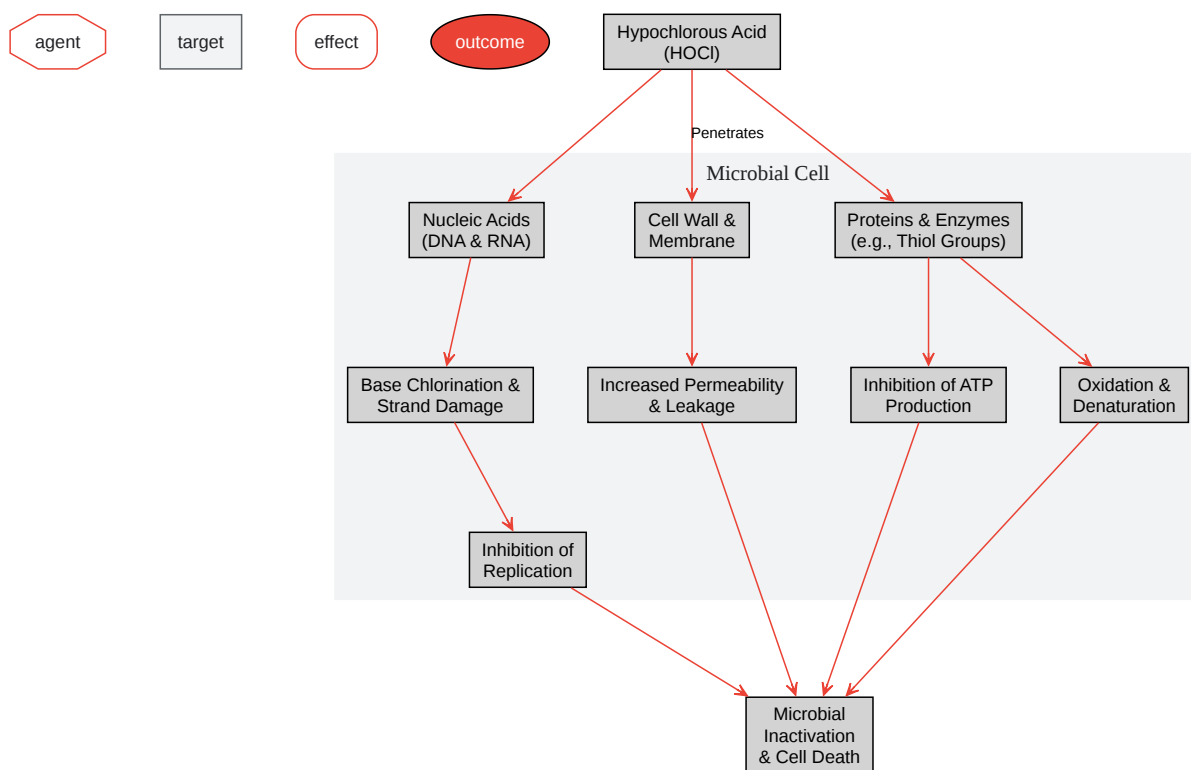 agent
target
effect
outcome
Hypochlorous Acid
(HOCl)
Penetrates
Microbial Cell
Nucleic Acids
(DNA & RNA)
Cell Wall &
Membrane
Proteins & Enzymes
(e.g., Thiol Groups)
Base Chlorination &
Strand Damage
Increased Permeability
& Leakage
Inhibition of ATP
Production
Oxidation &
Denaturation
Inhibition of
Replication
Microbial
Inactivation
& Cell Death